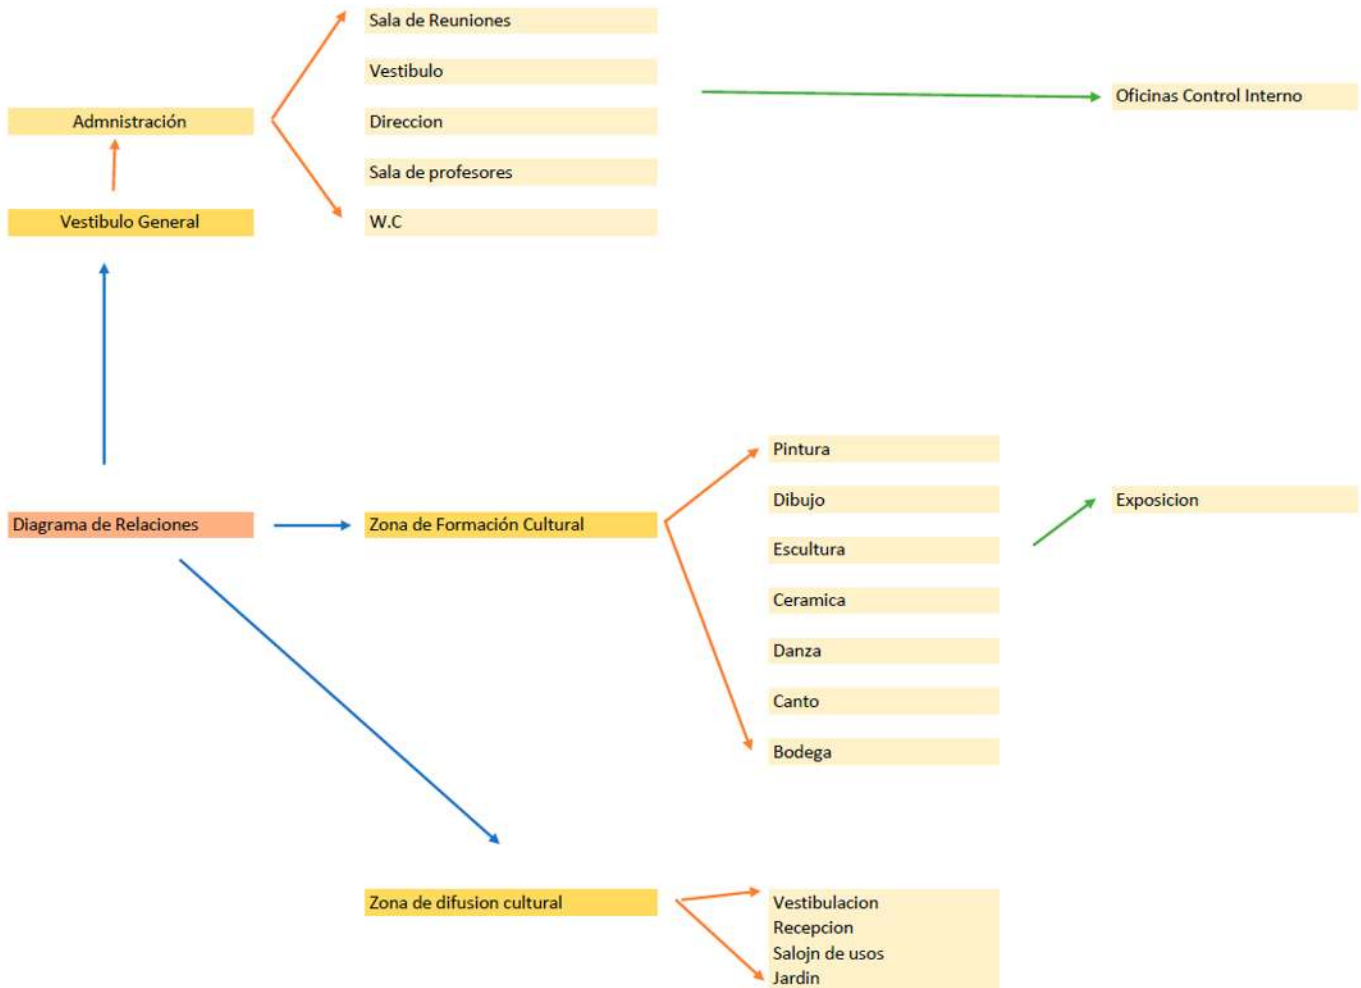 Sala de Reuniones
Vestibulo
Oficinas Control Interno
Admnistración
Direccion
Sala de profesores
Vestibulo General
W.C
Pintura
Dibujo
Exposicion
Diagrama de Relaciones
Zona de Formación Cultural
Escultura
Ceramica
Danza
Canto
Bodega
Zona de difusion cultural
Vestibulacion
Recepcion
Salojn de usos
Jardin